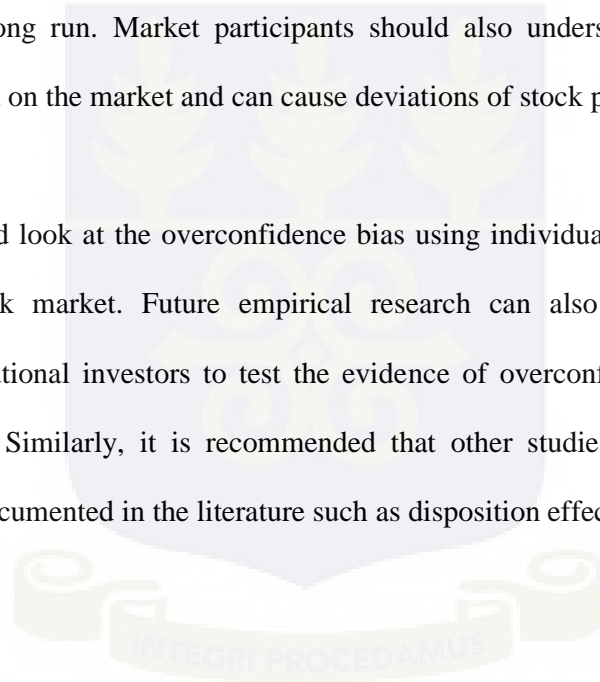 ong run. Market participants should also unders
on the market and can cause deviations of stock p
look at the overconfidence bias using individua
k market. Future empirical research can also
tional investors to test the evidence of overconf
Similarly, it is recommended that other studie
cumented in the literature such as disposition effec
INTEGRI PROCEDAMUS